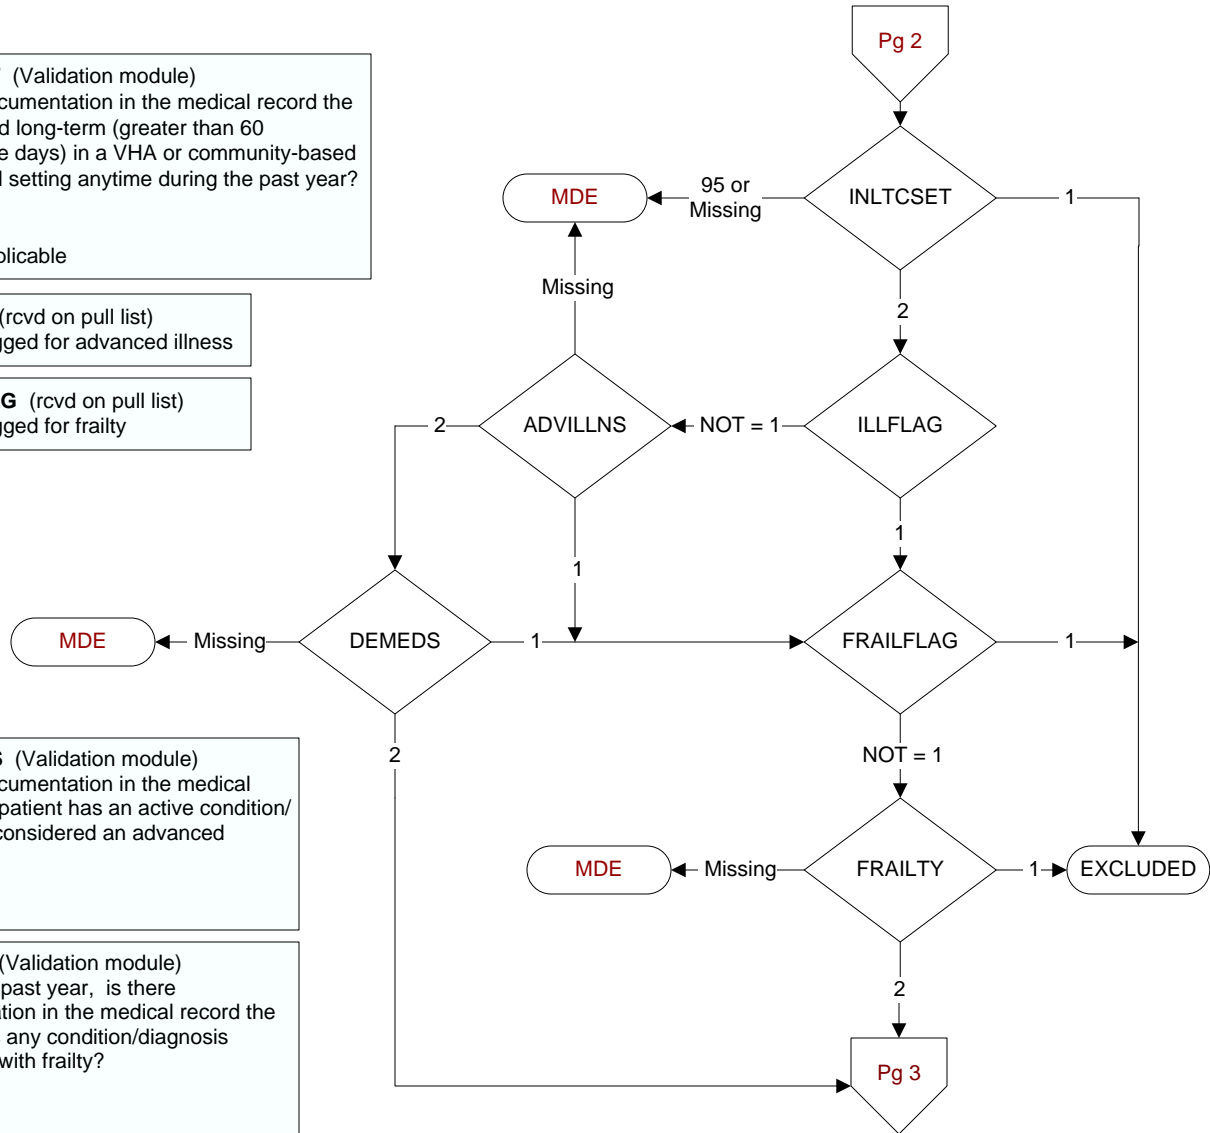 Pg 2
(Validation module)
cumentation in the medical record the
d long-term (greater than 60
e days) in a VHA or community-based
l setting anytime during the past year?
plicable
(rcvd on pull list)
gged for advanced illness
G (rcvd on pull list)
gged for frailty
MDE
95 or
Missing
INLTCSET
1
Missing
2
2
ADVILLNS
NOT = 1
ILLFLAG
1
1
MDE
Missing
DEMEDS
1
FRAILFLAG
1
2
NOT = 1
S (Validation module)
cumentation in the medical
patient has an active condition/
considered an advanced
MDE
Missing
FRAILTY
1
EXCLUDED
(Validation module)
past year, is there
ation in the medical record the
s any condition/diagnosis
with frailty?
2
Pg 3